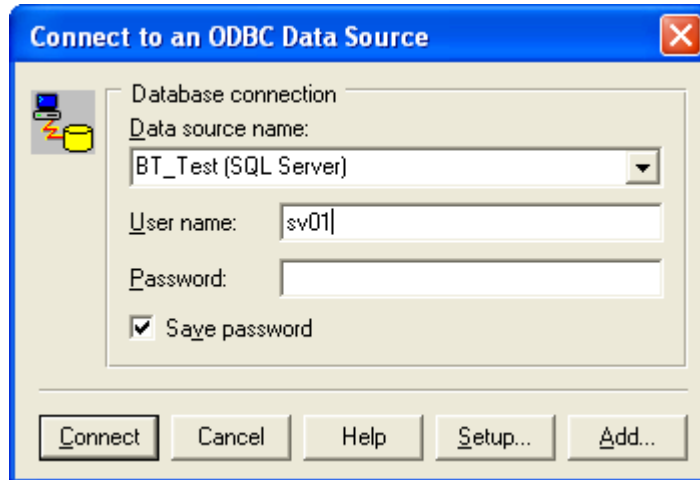 Connect to an ODBC Data Source
Database connection
Data source name:
BT_Test (SQL Server)
User name: sv01
Password:
Save password
Connect Cancel Help Setup... Add...